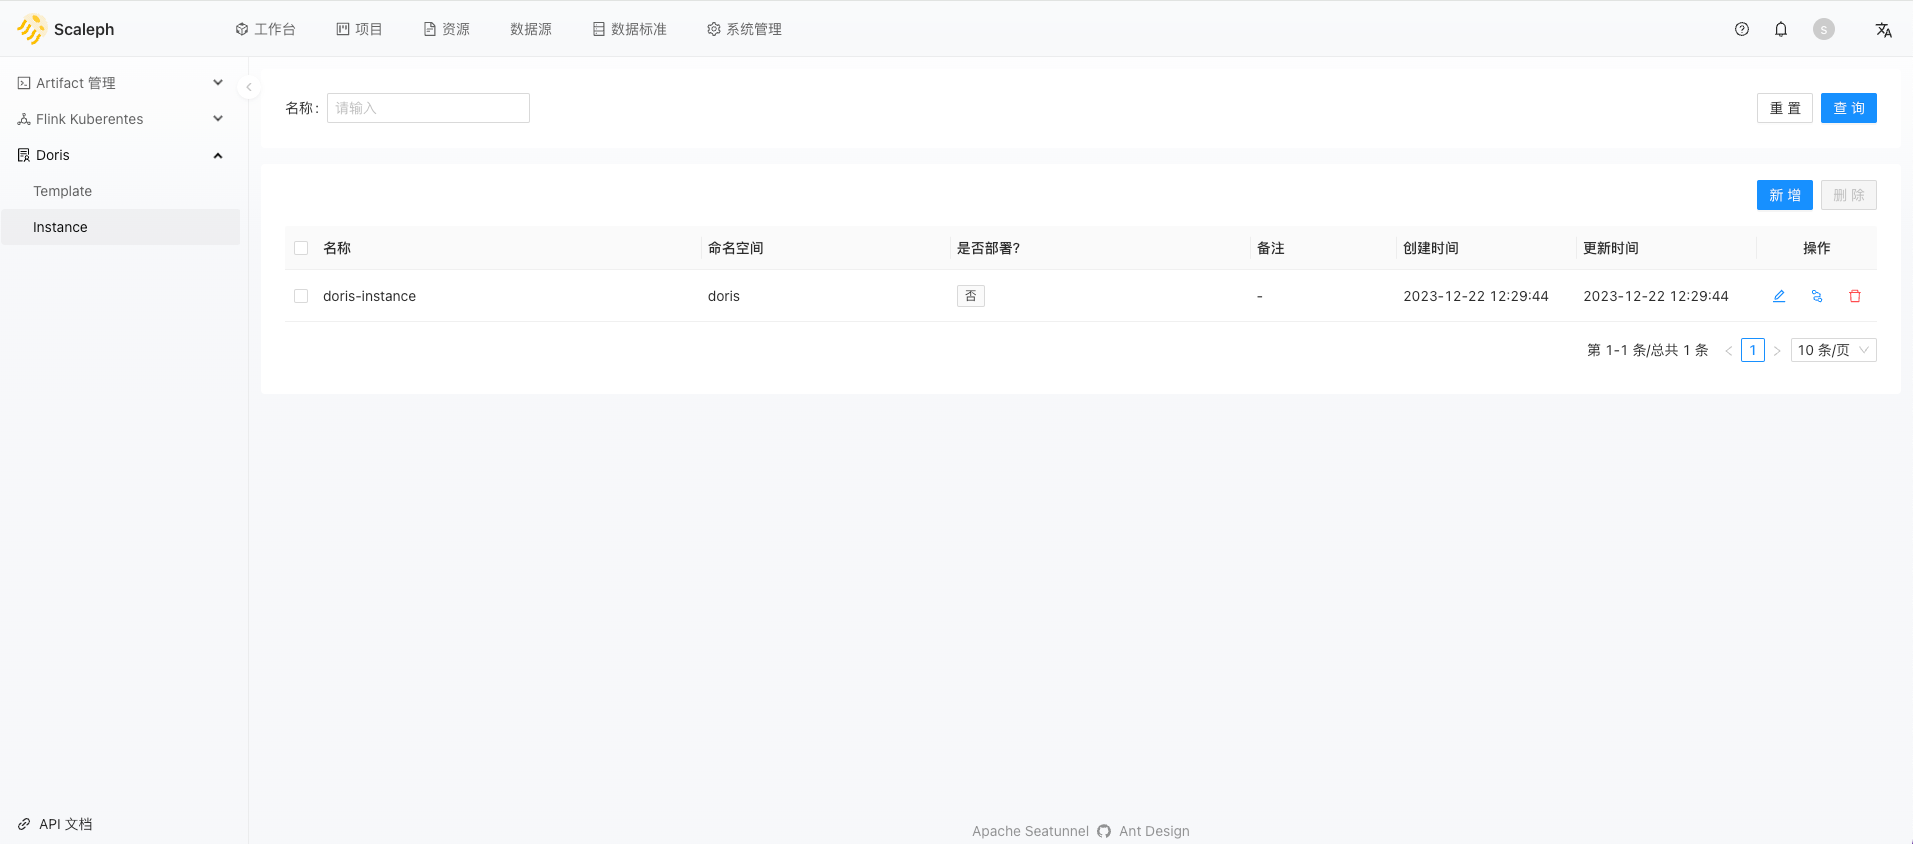 Scaleph 工作台 项目 资源 数据源 数据标准 系统管理 S
Artifact 管理
Flink Kuberentes
Doris
Template
Instance
API 文档
名称: 请输入 重 置 查 询
新 增 删 除
名称 命名空间 是否部署? 备注 创建时间 更新时间 操作
doris-instance doris 否 - 2023-12-22 12:29:44 2023-12-22 12:29:44
第 1-1 条/总共 1 条 1 10 条/页
Apache Seatunnel Ant Design